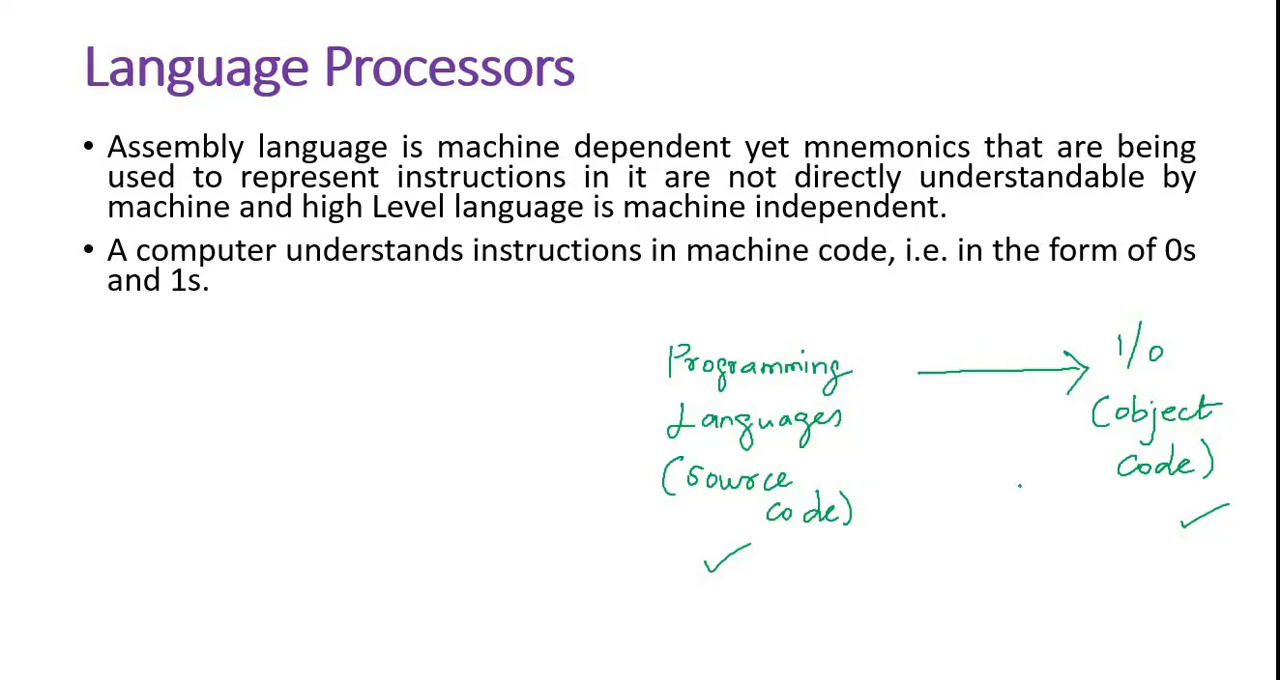 Language Processors
• Assembly language is machine dependent yet mnemonics that are being
used to represent instructions in it are not directly understandable by
machine and high Level language is machine independent.
• A computer understands instructions in machine code, i.e. in the form of 0s
and 1s.
Programming
Languages
(source
code)
1/0
(object
code)